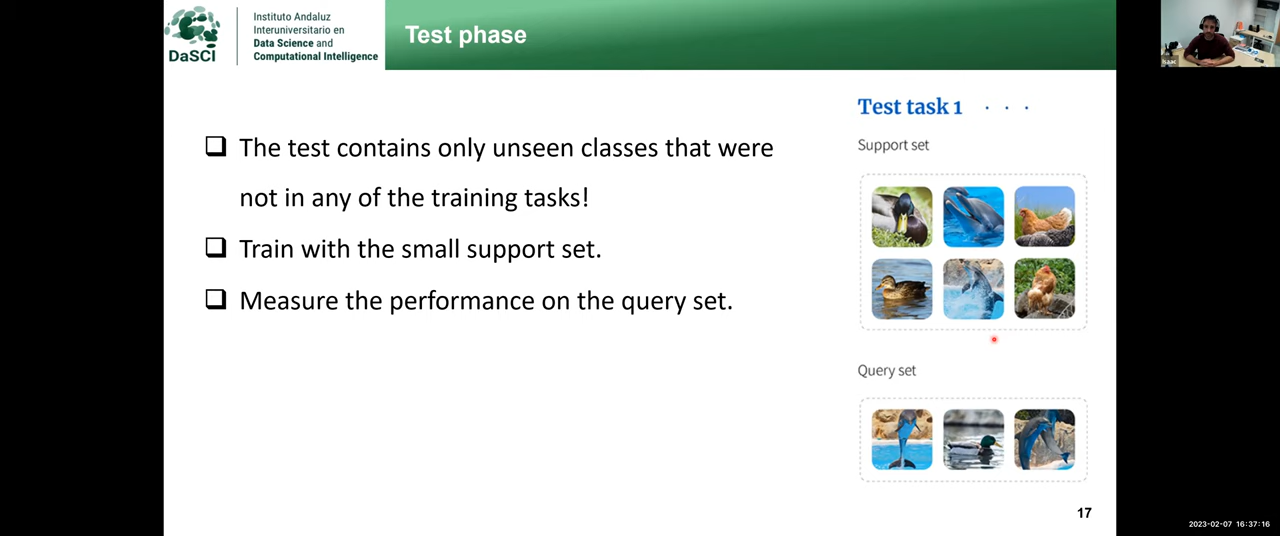 DaSCI
Instituto Andaluz
Interuniversitario en
Data Science and
Computational Intelligence
Test phase
Isaac
The test contains only unseen classes that were
not in any of the training tasks!
Train with the small support set.
Measure the performance on the query set.
Test task 1 . . .
Support set
Query set
17
2023-02-07 16:37:16